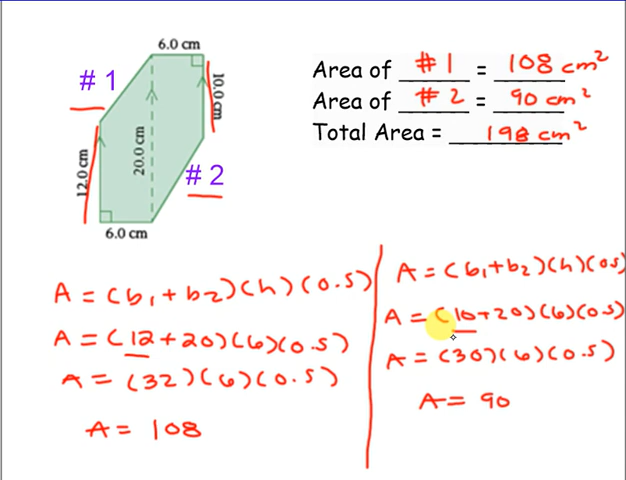 6.0 cm
# 1
10.0 cm
20.0 cm
12.0 cm
# 2
6.0 cm
Area of # 1 = 108 cm²
Area of # 2 = 90 cm²
Total Area = 198 cm²
A = (b₁ + b₂)(h)(0.5)
A = (12 + 20)(6)(0.5)
A = (32)(6)(0.5)
A = 108
A = (b₁ + b₂)(h)(0.5)
A = (10 + 20)(6)(0.5)
A = (30)(6)(0.5)
A = 90